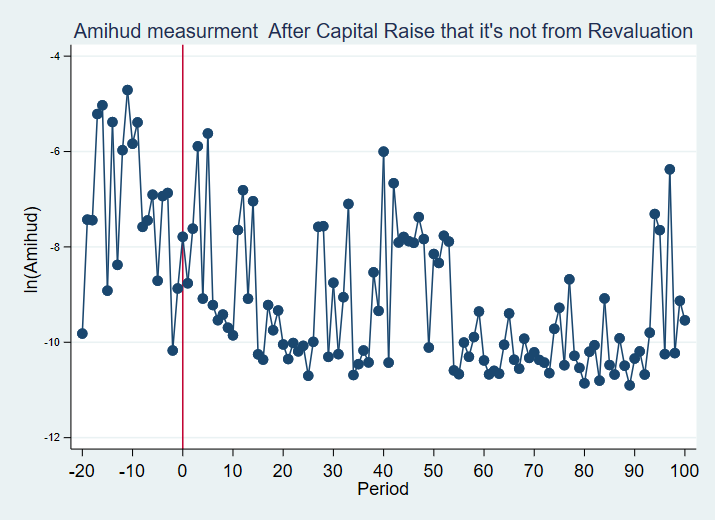 Amihud measurment  After Capital Raise that it's not from Revaluation
-4
-6
-8
-10
-12
ln(Amihud)
-20 -10 0 10 20 30 40 50 60 70 80 90 100
Period